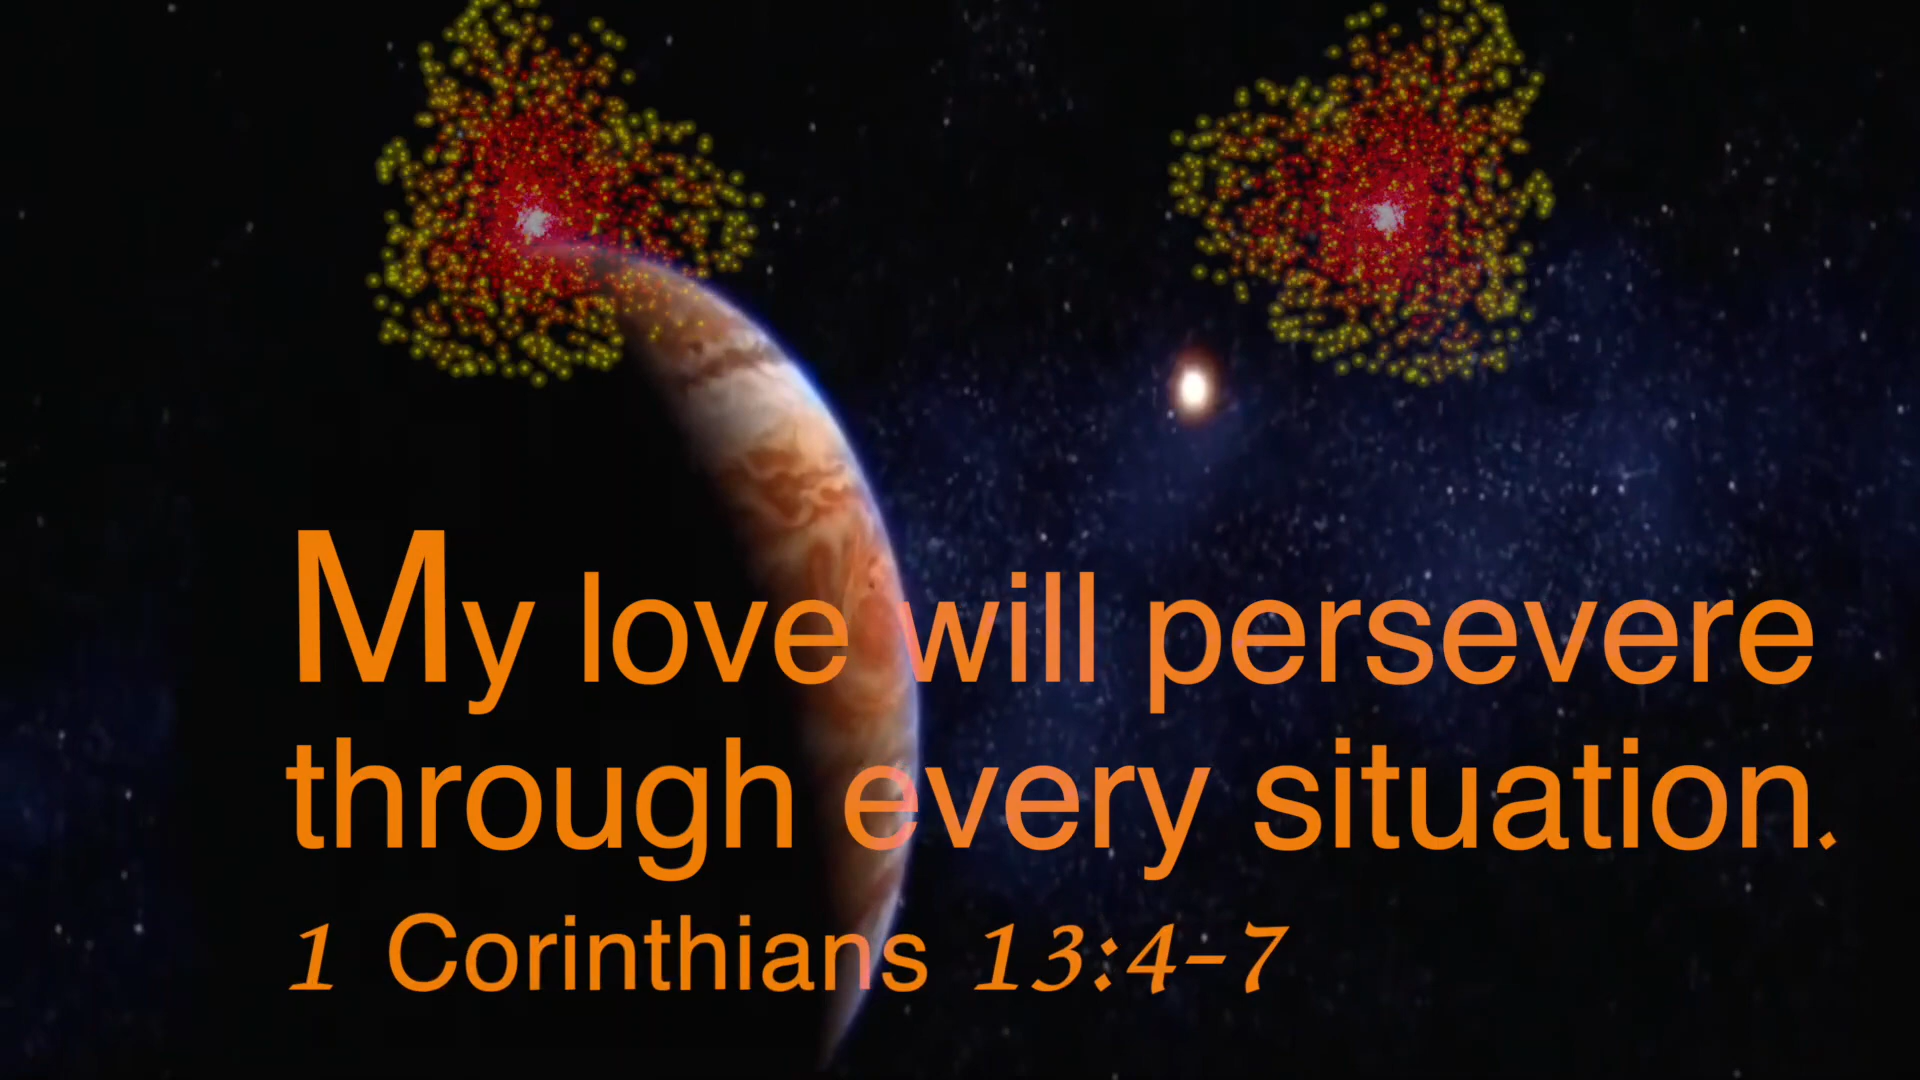 My love will persevere
through every situation.
1 Corinthians 13:4-7